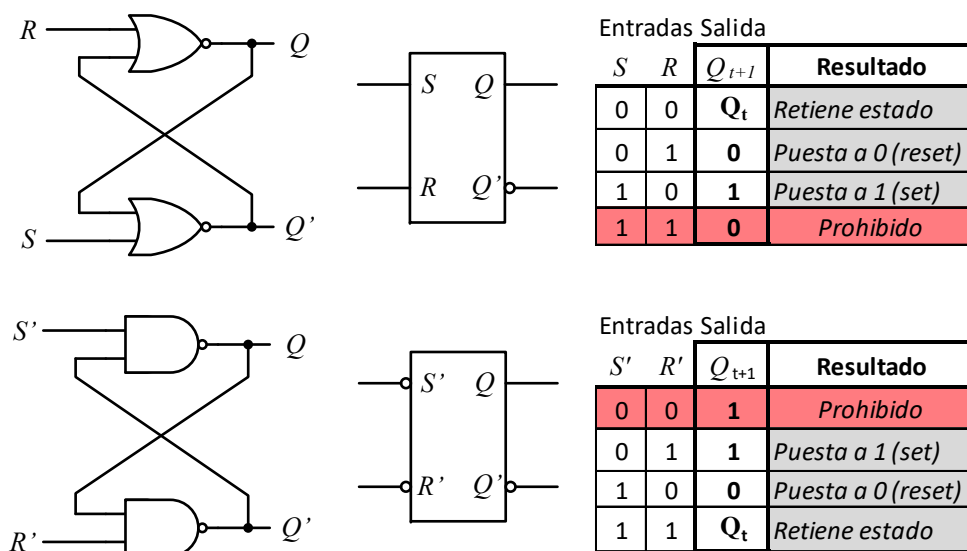 R
Q
S
Q'
S Q
R Q'
Entradas Salida
S R Q t+1 Resultado
0 0 Qt Retiene estado
0 1 0 Puesta a 0 (reset)
1 0 1 Puesta a 1 (set)
1 1 0 Prohibido
S'
Q
R'
Q'
S' Q
R' Q'
Entradas Salida
S' R' Q t+1 Resultado
0 0 1 Prohibido
0 1 1 Puesta a 1 (set)
1 0 0 Puesta a 0 (reset)
1 1 Qt Retiene estado